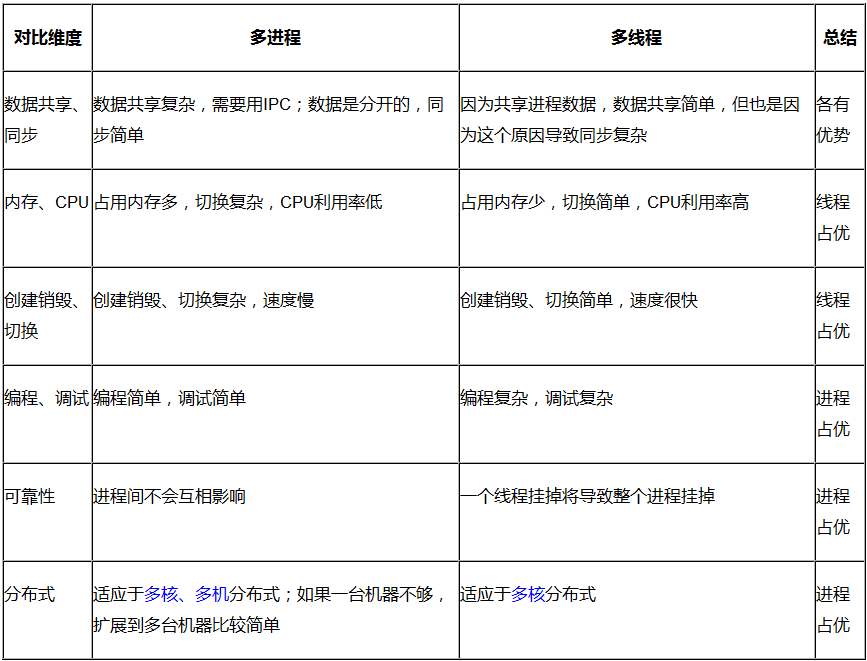 对比维度 多进程 多线程 总结
数据共享、 数据共享复杂，需要用IPC；数据是分开的，同 因为共享进程数据，数据共享简单，但也是因 各有
同步 步简单 为这个原因导致同步复杂 优势
内存、CPU 占用内存多，切换复杂，CPU利用率低 占用内存少，切换简单，CPU利用率高 线程
占优
创建销毁、 创建销毁、切换复杂，速度慢 创建销毁、切换简单，速度很快 线程
切换 占优
编程、调试 编程简单，调试简单 编程复杂，调试复杂 进程
占优
可靠性 进程间不会互相影响 一个线程挂掉将导致整个进程挂掉 进程
占优
分布式 适应于多核、多机分布式；如果一台机器不够， 适应于多核分布式 进程
扩展到多台机器比较简单 占优